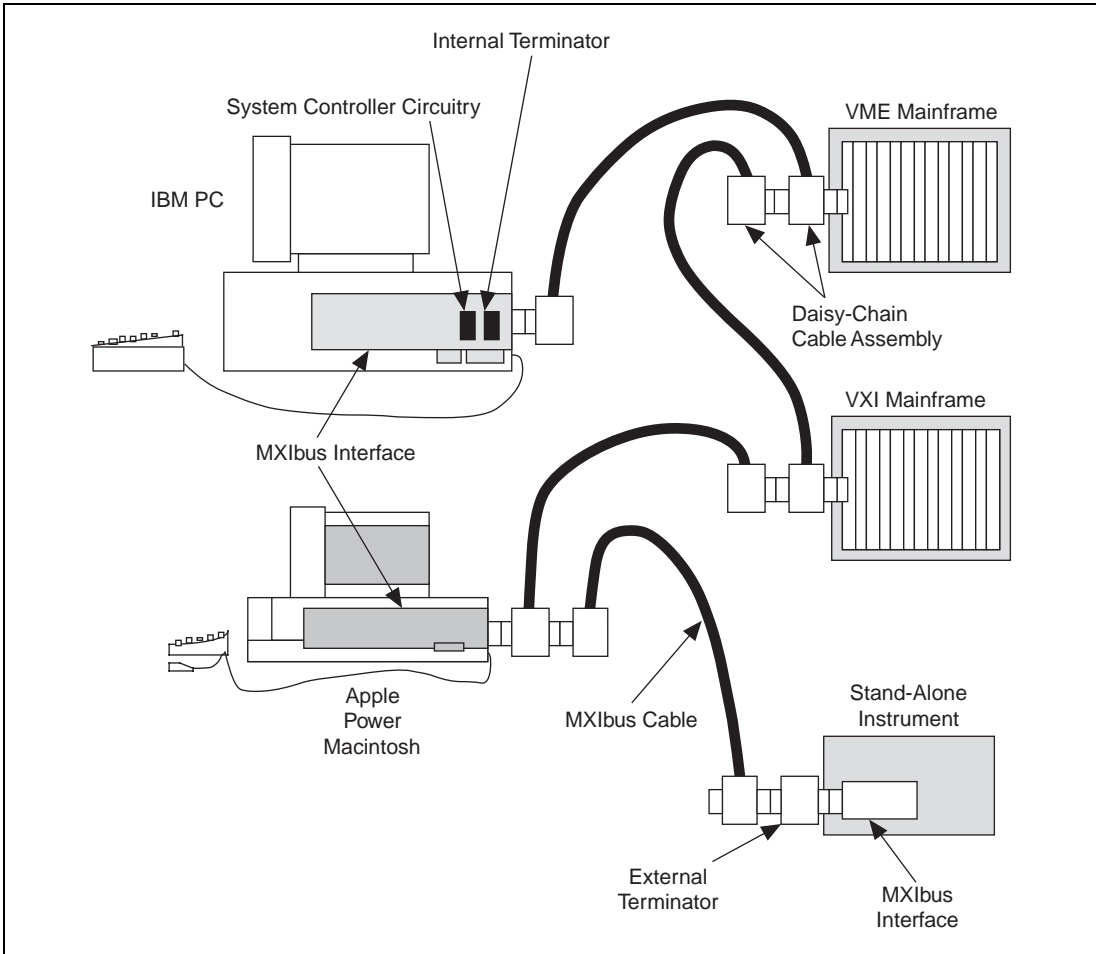 Internal Terminator
System Controller Circuitry
VME Mainframe
IBM PC
Daisy-Chain
Cable Assembly
VXI Mainframe
MXIbus Interface
Apple
Power
Macintosh
MXIbus Cable
Stand-Alone
Instrument
External
Terminator
MXIbus
Interface